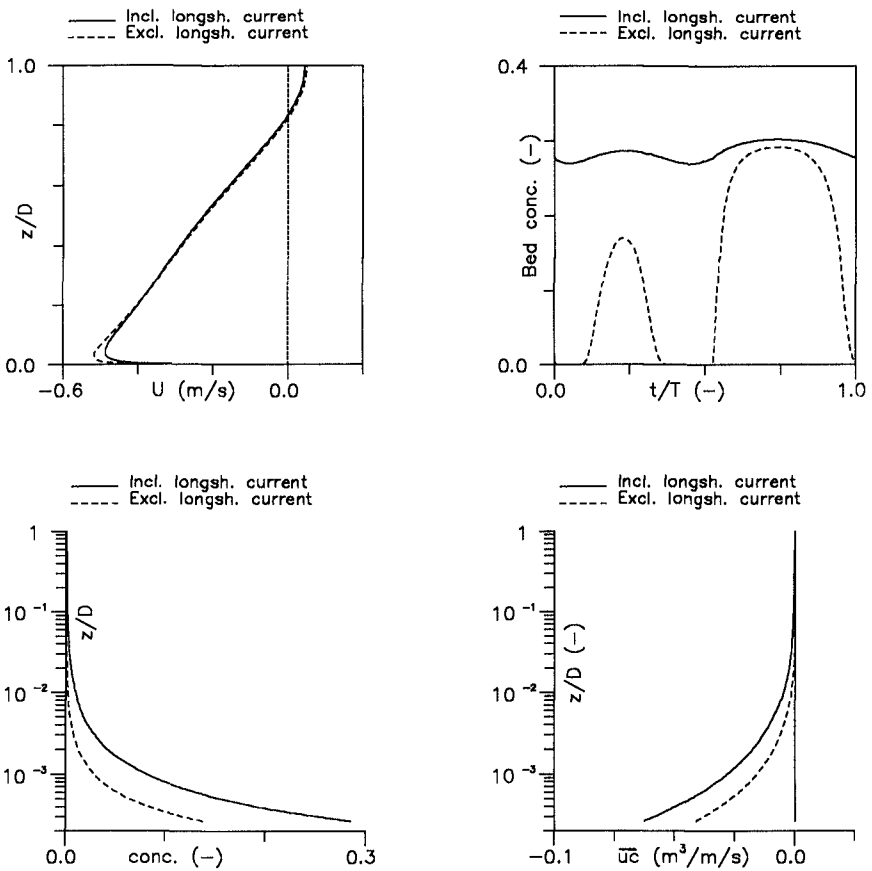 Incl. longsh. current
Excl. longsh. current
1.0
z/D
0.0
-0.6
U (m/s)
0.0
Incl. longsh. current
Excl. longsh. current
0.4
Bed conc. (-)
0.0
0.0
t/T (-)
1.0
Incl. longsh. current
Excl. longsh. current
1
10⁻¹
z/D
10⁻²
10⁻³
0.0
conc. (-)
0.3
Incl. longsh. current
Excl. longsh. current
1
10⁻¹
z/D (-)
10⁻²
10⁻³
-0.1
u̅c̅ (m³/m/s)
0.0